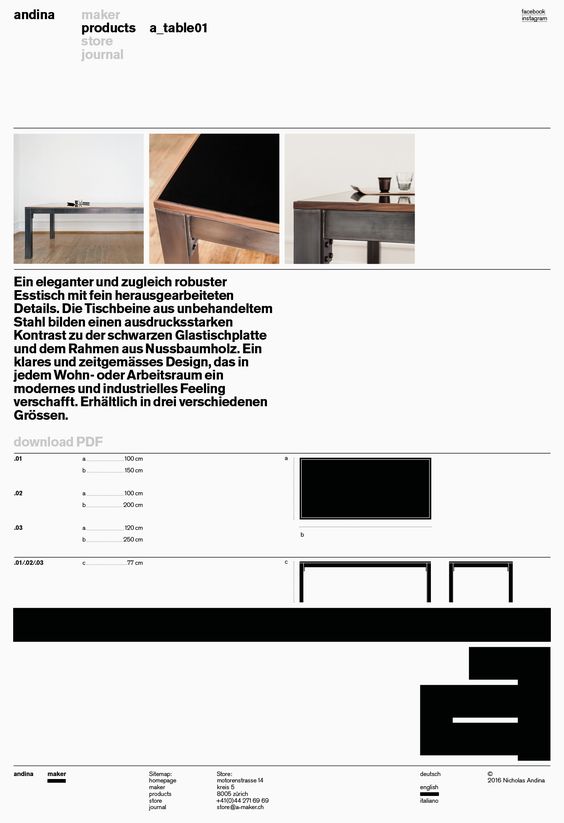 andina
maker
products a_table01
store
journal
facebook
instagram
Ein eleganter und zugleich robuster
Esstisch mit fein herausgearbeiteten
Details. Die Tischbeine aus unbehandeltem
Stahl bilden einen ausdrucksstarken
Kontrast zu der schwarzen Glastischplatte
und dem Rahmen aus Nussbaumholz. Ein
klares und zeitgemässes Design, das in
jedem Wohn- oder Arbeitsraum ein
modernes und industrielles Feeling
verschafft. Erhältlich in drei verschiedenen
Grössen.
download PDF
.01 a 100 cm
b 150 cm
.02 a 100 cm
b 200 cm
.03 a 120 cm
b 250 cm
a
b
.01/.02/.03 c 77 cm
c
andina maker
Sitemap:
homepage
maker
products
store
journal
Store:
motorenstrasse 14
kreis 5
8005 zürich
+41(0)44 271 69 69
store@a-maker.ch
deutsch
english
italiano
©
2016 Nicholas Andina